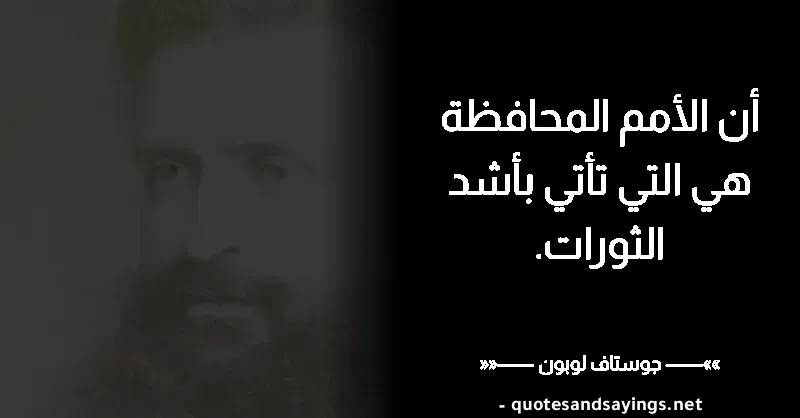 أن الأمم المحافظة
هي التي تأتي بأشد
الثورات.
»»—— جوستاف لوبون ——««
- quotesandsayings.net